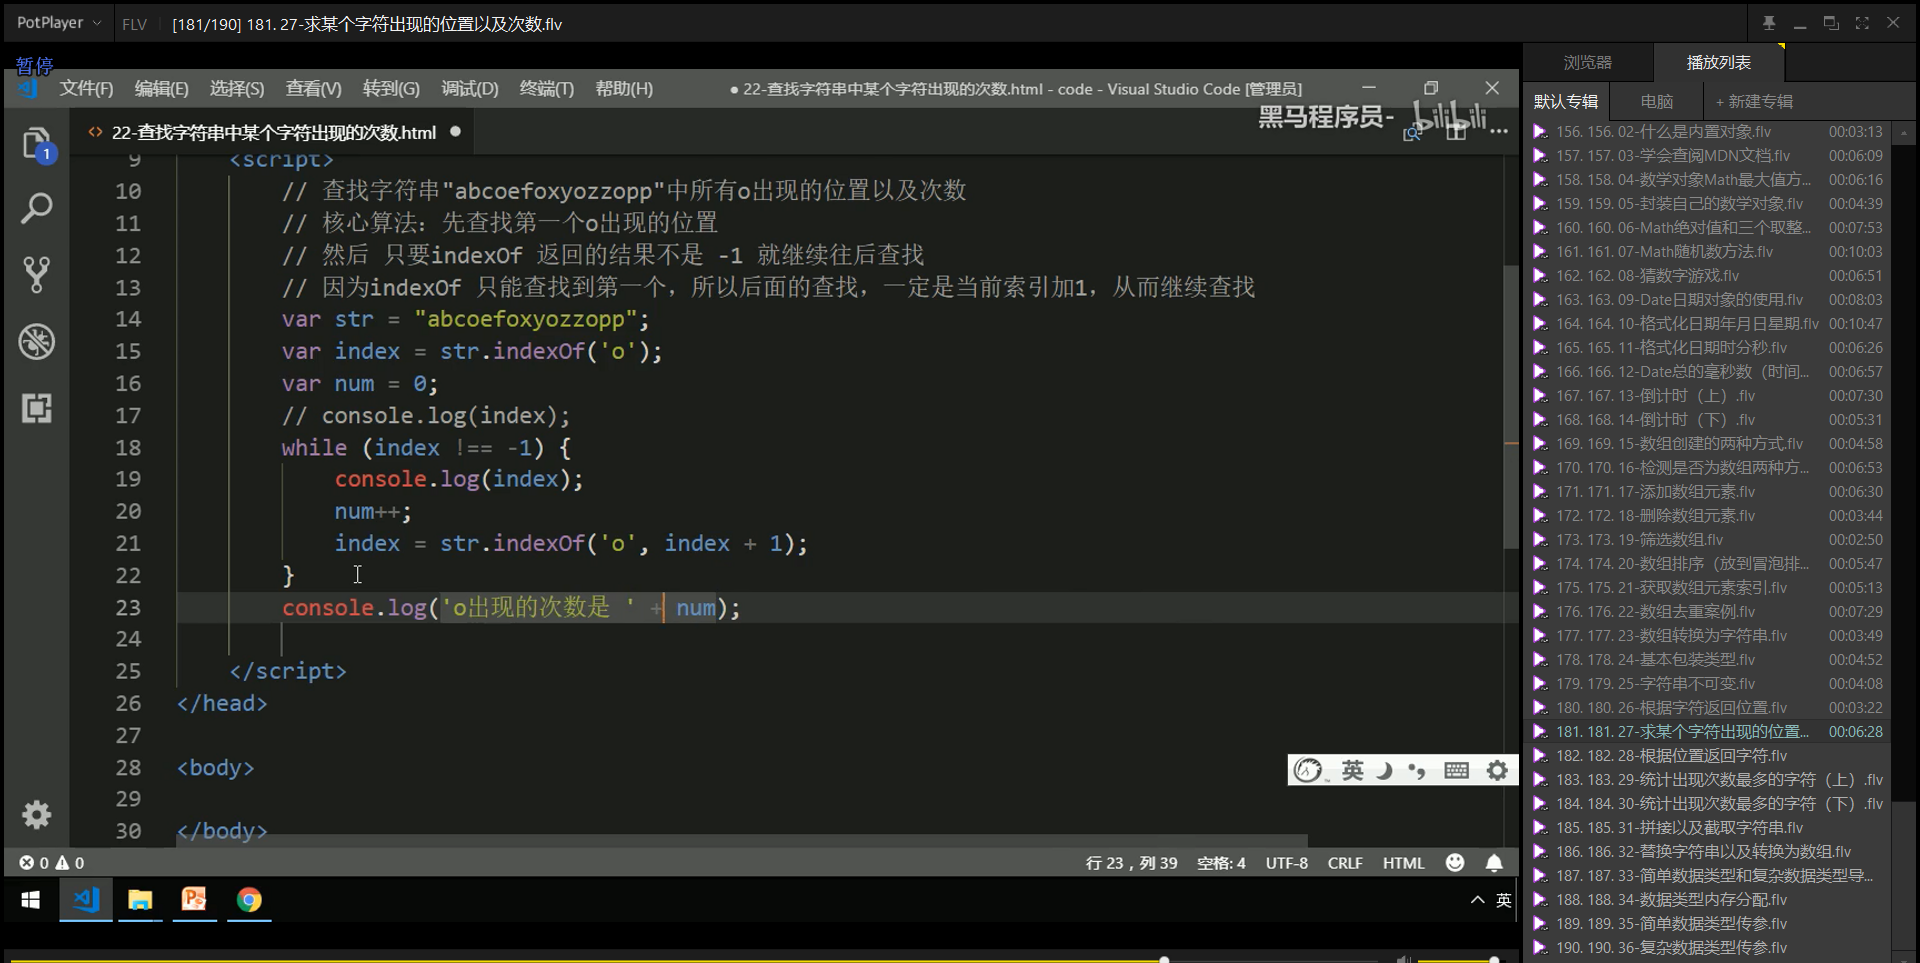 PotPlayer FLV [181/190] 181. 27-求某个字符出现的位置以及次数.flv
暂停
文件(F) 编辑(E) 选择(S) 查看(V) 转到(G) 调试(D) 终端(T) 帮助(H) ● 22-查找字符串中某个字符出现的次数.html - code - Visual Studio Code [管理员]
黑马程序员- bilibili
<> 22-查找字符串中某个字符出现的次数.html ●
1
9 <script>
10 // 查找字符串"abcoefoxyozzopp"中所有o出现的位置以及次数
11 // 核心算法：先查找第一个o出现的位置
12 // 然后 只要indexOf 返回的结果不是 -1 就继续往后查找
13 // 因为indexOf 只能查找到第一个，所以后面的查找，一定是当前索引加1，从而继续查找
14 var str = "abcoefoxyozzopp";
15 var index = str.indexOf('o');
16 var num = 0;
17 // console.log(index);
18 while (index !== -1) {
19 console.log(index);
20 num++;
21 index = str.indexOf('o', index + 1);
22 }
23 console.log('o出现的次数是 ' + num);
24
25 </script>
26 </head>
27
28 <body>
29
30 </body>
英
0 0 行 23，列 39 空格: 4 UTF-8 CRLF HTML
英
浏览器 播放列表
默认专辑 电脑 + 新建专辑
156. 156. 02-什么是内置对象.flv 00:03:13
157. 157. 03-学会查阅MDN文档.flv 00:06:09
158. 158. 04-数学对象Math最大值方... 00:06:16
159. 159. 05-封装自己的数学对象.flv 00:04:39
160. 160. 06-Math绝对值和三个取整... 00:07:53
161. 161. 07-Math随机数方法.flv 00:10:03
162. 162. 08-猜数字游戏.flv 00:06:51
163. 163. 09-Date日期对象的使用.flv 00:08:03
164. 164. 10-格式化日期年月日星期.flv 00:10:47
165. 165. 11-格式化日期时分秒.flv 00:06:26
166. 166. 12-Date总的毫秒数（时间... 00:06:57
167. 167. 13-倒计时（上）.flv 00:07:30
168. 168. 14-倒计时（下）.flv 00:05:31
169. 169. 15-数组创建的两种方式.flv 00:04:58
170. 170. 16-检测是否为数组两种方... 00:06:53
171. 171. 17-添加数组元素.flv 00:06:30
172. 172. 18-删除数组元素.flv 00:03:44
173. 173. 19-筛选数组.flv 00:02:50
174. 174. 20-数组排序（放到冒泡排... 00:05:47
175. 175. 21-获取数组元素索引.flv 00:05:13
176. 176. 22-数组去重案例.flv 00:07:29
177. 177. 23-数组转换为字符串.flv 00:03:49
178. 178. 24-基本包装类型.flv 00:04:52
179. 179. 25-字符串不可变.flv 00:04:08
180. 180. 26-根据字符返回位置.flv 00:03:22
181. 181. 27-求某个字符出现的位置... 00:06:28
182. 182. 28-根据位置返回字符.flv
183. 183. 29-统计出现次数最多的字符（上）.flv
184. 184. 30-统计出现次数最多的字符（下）.flv
185. 185. 31-拼接以及截取字符串.flv
186. 186. 32-替换字符串以及转换为数组.flv
187. 187. 33-简单数据类型和复杂数据类型导...
188. 188. 34-数据类型内存分配.flv
189. 189. 35-简单数据类型传参.flv
190. 190. 36-复杂数据类型传参.flv